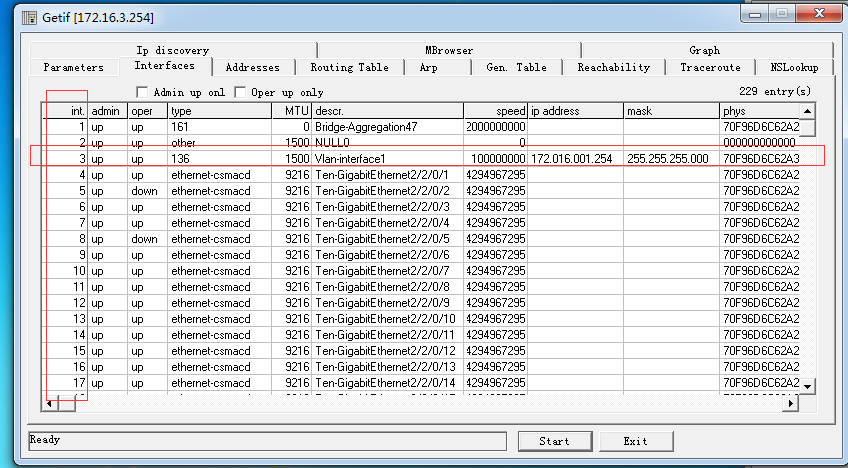 Getif [172.16.3.254]
Ip discovery MBrowser Graph
Parameters Interfaces Addresses Routing Table Arp Gen. Table Reachability Traceroute NSLookup
Admin up onl Oper up only 229 entry(s)
int. admin oper type MTU descr. speed ip address mask phys
1 up up 161 0 Bridge-Aggregation47 2000000000 70F96D6C62A2
2 up up other 1500 NULL0 0 000000000000
3 up up 136 1500 Vlan-interface1 100000000 172.016.001.254 255.255.255.000 70F96D6C62A3
4 up up ethernet-csmacd 9216 Ten-GigabitEthernet2/2/0/1 4294967295 70F96D6C62A2
5 up down ethernet-csmacd 9216 Ten-GigabitEthernet2/2/0/2 4294967295 70F96D6C62A2
6 up up ethernet-csmacd 9216 Ten-GigabitEthernet2/2/0/3 4294967295 70F96D6C62A2
7 up up ethernet-csmacd 9216 Ten-GigabitEthernet2/2/0/4 4294967295 70F96D6C62A2
8 up down ethernet-csmacd 9216 Ten-GigabitEthernet2/2/0/5 4294967295 70F96D6C62A2
9 up up ethernet-csmacd 9216 Ten-GigabitEthernet2/2/0/6 4294967295 70F96D6C62A2
10 up up ethernet-csmacd 9216 Ten-GigabitEthernet2/2/0/7 4294967295 70F96D6C62A2
11 up up ethernet-csmacd 9216 Ten-GigabitEthernet2/2/0/8 4294967295 70F96D6C62A2
12 up up ethernet-csmacd 9216 Ten-GigabitEthernet2/2/0/9 4294967295 70F96D6C62A2
13 up up ethernet-csmacd 9216 Ten-GigabitEthernet2/2/0/10 4294967295 70F96D6C62A2
14 up up ethernet-csmacd 9216 Ten-GigabitEthernet2/2/0/11 4294967295 70F96D6C62A2
15 up up ethernet-csmacd 9216 Ten-GigabitEthernet2/2/0/12 4294967295 70F96D6C62A2
16 up up ethernet-csmacd 9216 Ten-GigabitEthernet2/2/0/13 4294967295 70F96D6C62A2
17 up up ethernet-csmacd 9216 Ten-GigabitEthernet2/2/0/14 4294967295 70F96D6C62A2
Ready Start Exit